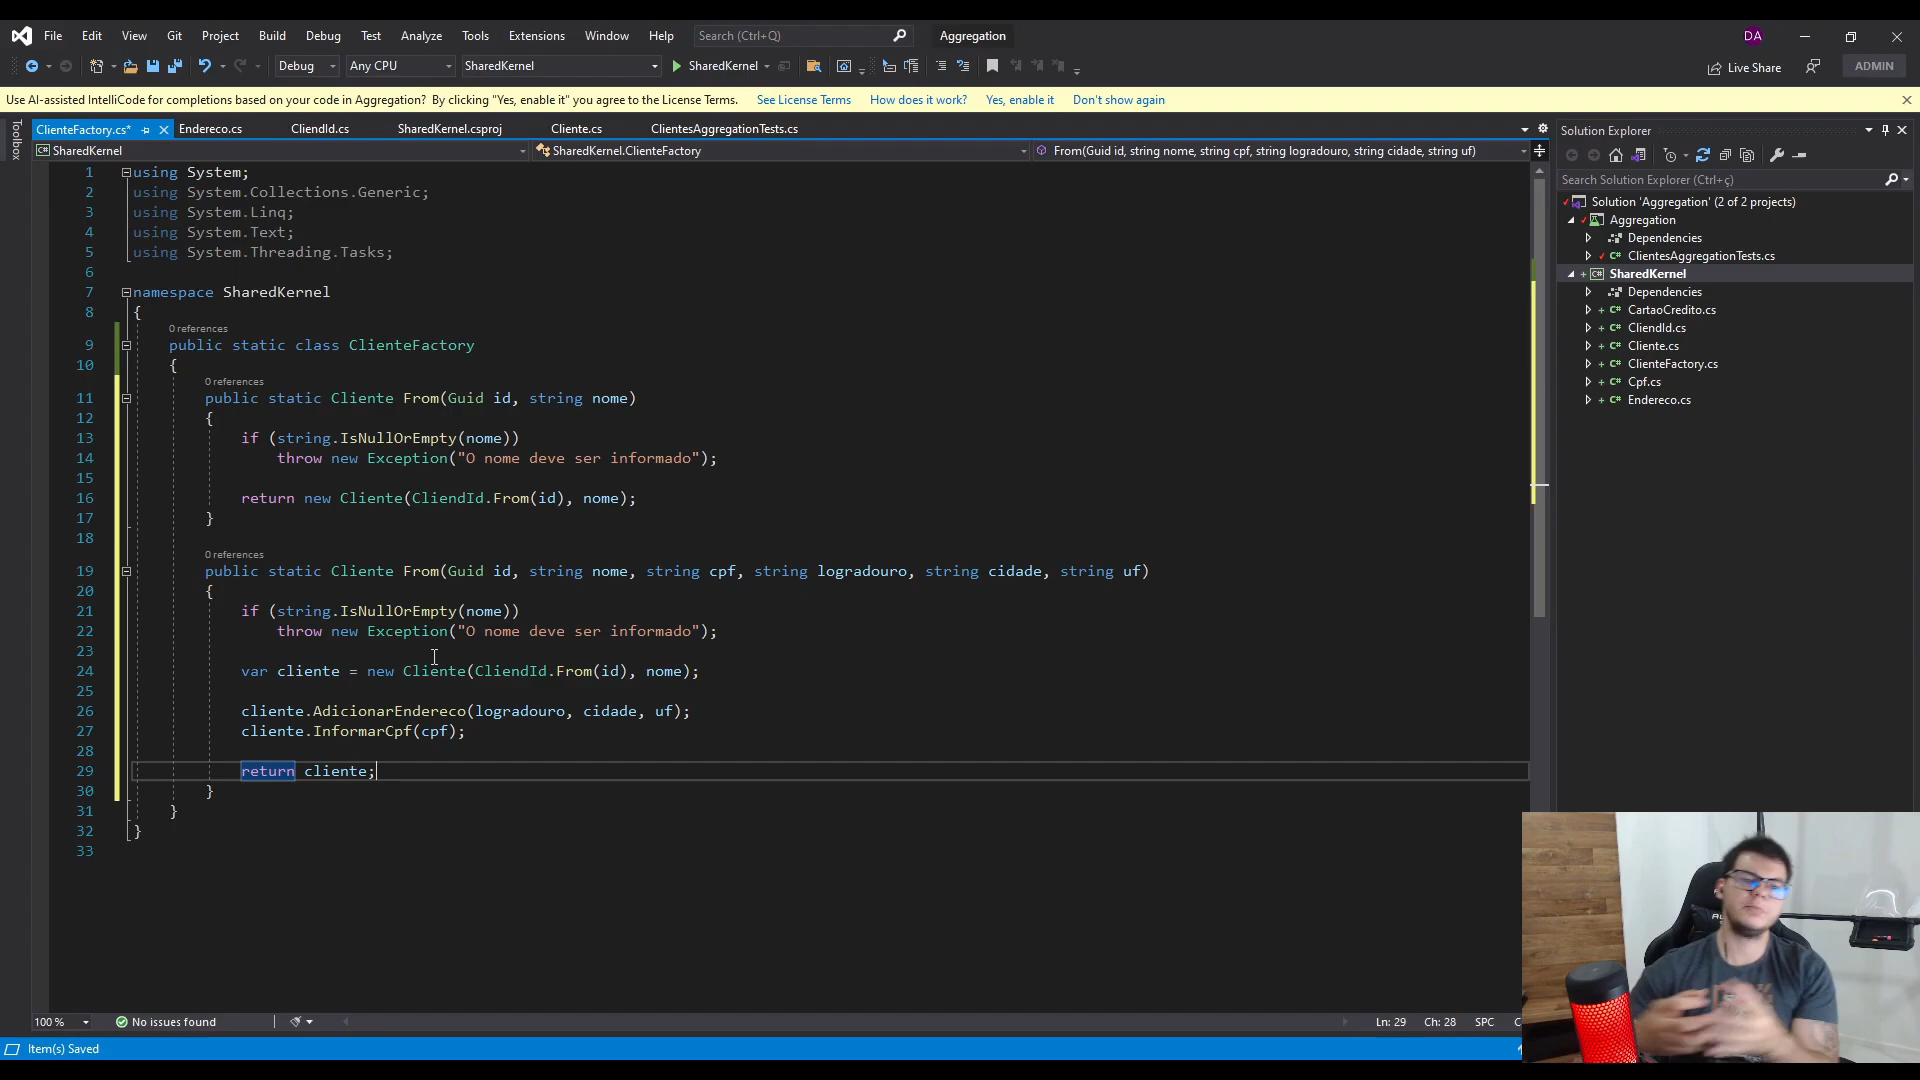 File Edit View Git Project Build Debug Test Analyze Tools Extensions Window Help Search (Ctrl+Q) Aggregation DA
Debug Any CPU SharedKernel SharedKernel Live Share ADMIN
Use AI-assisted IntelliCode for completions based on your code in Aggregation? By clicking "Yes, enable it" you agree to the License Terms. See License Terms How does it work? Yes, enable it Don't show again
Toolbox
ClienteFactory.cs* Endereco.cs CliendId.cs SharedKernel.csproj Cliente.cs ClientesAggregationTests.cs
SharedKernel SharedKernel.ClienteFactory From(Guid id, string nome, string cpf, string logradouro, string cidade, string uf)
1 using System;
2 using System.Collections.Generic;
3 using System.Linq;
4 using System.Text;
5 using System.Threading.Tasks;
6
7 namespace SharedKernel
8 {
0 references
9 public static class ClienteFactory
10 {
0 references
11 public static Cliente From(Guid id, string nome)
12 {
13 if (string.IsNullOrEmpty(nome))
14 throw new Exception("O nome deve ser informado");
15
16 return new Cliente(CliendId.From(id), nome);
17 }
18
0 references
19 public static Cliente From(Guid id, string nome, string cpf, string logradouro, string cidade, string uf)
20 {
21 if (string.IsNullOrEmpty(nome))
22 throw new Exception("O nome deve ser informado");
23
24 var cliente = new Cliente(CliendId.From(id), nome);
25
26 cliente.AdicionarEndereco(logradouro, cidade, uf);
27 cliente.InformarCpf(cpf);
28
29 return cliente;
30 }
31 }
32 }
33
100 % No issues found Ln: 29 Ch: 28 SPC
Item(s) Saved
Solution Explorer
Search Solution Explorer (Ctrl+ç)
Solution 'Aggregation' (2 of 2 projects)
Aggregation
Dependencies
C# ClientesAggregationTests.cs
C# SharedKernel
Dependencies
C# CartaoCredito.cs
C# CliendId.cs
C# Cliente.cs
C# ClienteFactory.cs
C# Cpf.cs
C# Endereco.cs